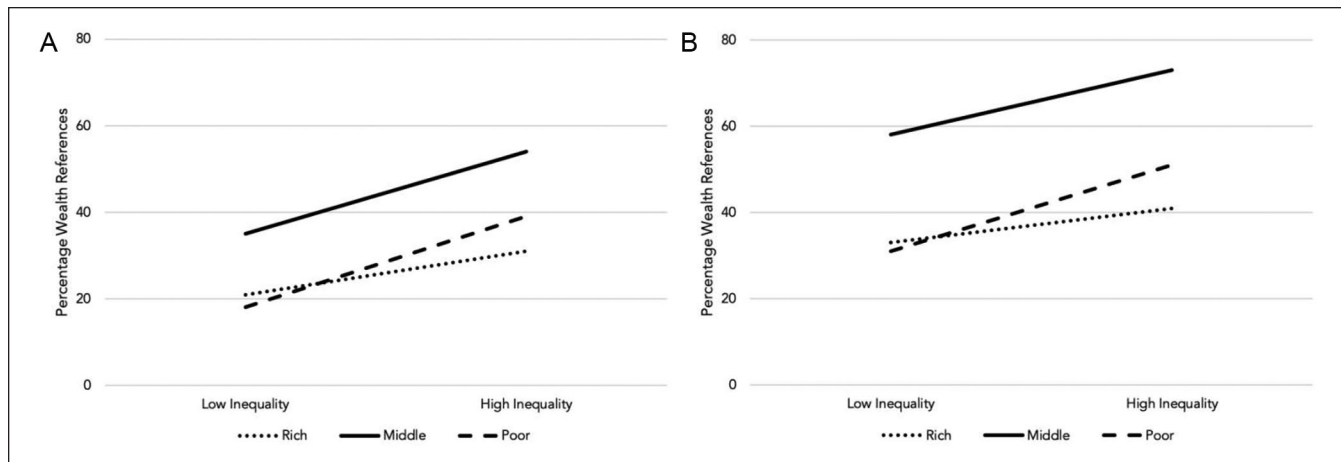 A
80
60
40
20
0
Percentage Wealth References
Low Inequality High Inequality
Rich Middle Poor
B
80
60
40
20
0
Percentage Wealth References
Low Inequality High Inequality
Rich Middle Poor